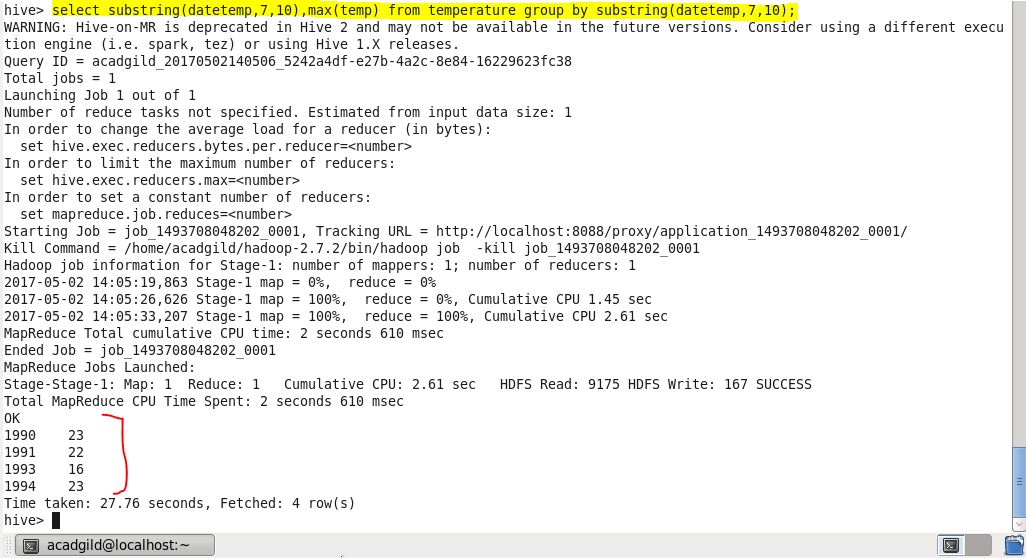 hive> select substring(datetemp,7,10),max(temp) from temperature group by substring(datetemp,7,10);
WARNING: Hive-on-MR is deprecated in Hive 2 and may not be available in the future versions. Consider using a different execu
tion engine (i.e. spark, tez) or using Hive 1.X releases.
Query ID = acadgild_20170502140506_5242a4df-e27b-4a2c-8e84-16229623fc38
Total jobs = 1
Launching Job 1 out of 1
Number of reduce tasks not specified. Estimated from input data size: 1
In order to change the average load for a reducer (in bytes):
  set hive.exec.reducers.bytes.per.reducer=<number>
In order to limit the maximum number of reducers:
  set hive.exec.reducers.max=<number>
In order to set a constant number of reducers:
  set mapreduce.job.reduces=<number>
Starting Job = job_1493708048202_0001, Tracking URL = http://localhost:8088/proxy/application_1493708048202_0001/
Kill Command = /home/acadgild/hadoop-2.7.2/bin/hadoop job  -kill job_1493708048202_0001
Hadoop job information for Stage-1: number of mappers: 1; number of reducers: 1
2017-05-02 14:05:19,863 Stage-1 map = 0%,  reduce = 0%
2017-05-02 14:05:26,626 Stage-1 map = 100%,  reduce = 0%, Cumulative CPU 1.45 sec
2017-05-02 14:05:33,207 Stage-1 map = 100%,  reduce = 100%, Cumulative CPU 2.61 sec
MapReduce Total cumulative CPU time: 2 seconds 610 msec
Ended Job = job_1493708048202_0001
MapReduce Jobs Launched:
Stage-Stage-1: Map: 1  Reduce: 1   Cumulative CPU: 2.61 sec   HDFS Read: 9175 HDFS Write: 167 SUCCESS
Total MapReduce CPU Time Spent: 2 seconds 610 msec
OK
1990    23
1991    22
1993    16
1994    23
Time taken: 27.76 seconds, Fetched: 4 row(s)
hive>
acadgild@localhost:~